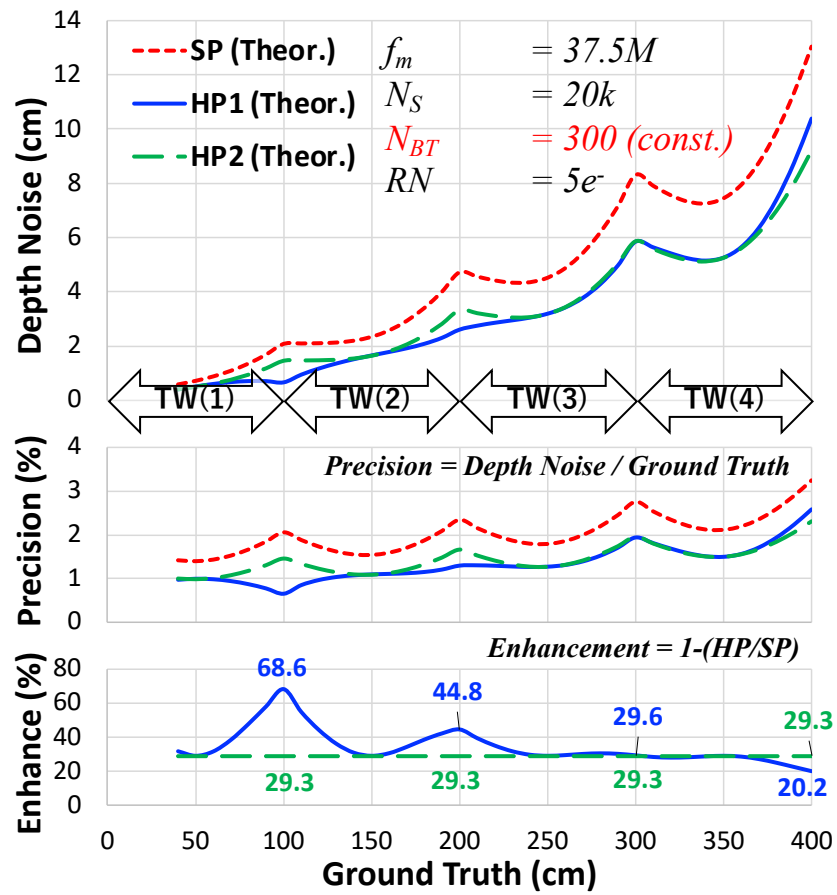 14
12
10
8
6
4
2
0
Depth Noise (cm)
SP (Theor.)
HP1 (Theor.)
HP2 (Theor.)
f_m = 37.5M
N_S = 20k
N_BT = 300 (const.)
RN = 5e-
TW(1) TW(2) TW(3) TW(4)
4
3
2
1
0
Precision (%)
Precision = Depth Noise / Ground Truth
80
60
40
20
0
Enhance (%)
Enhancement = 1-(HP/SP)
68.6
44.8
29.6
29.3
29.3
29.3
29.3
20.2
0 50 100 150 200 250 300 350 400
Ground Truth (cm)